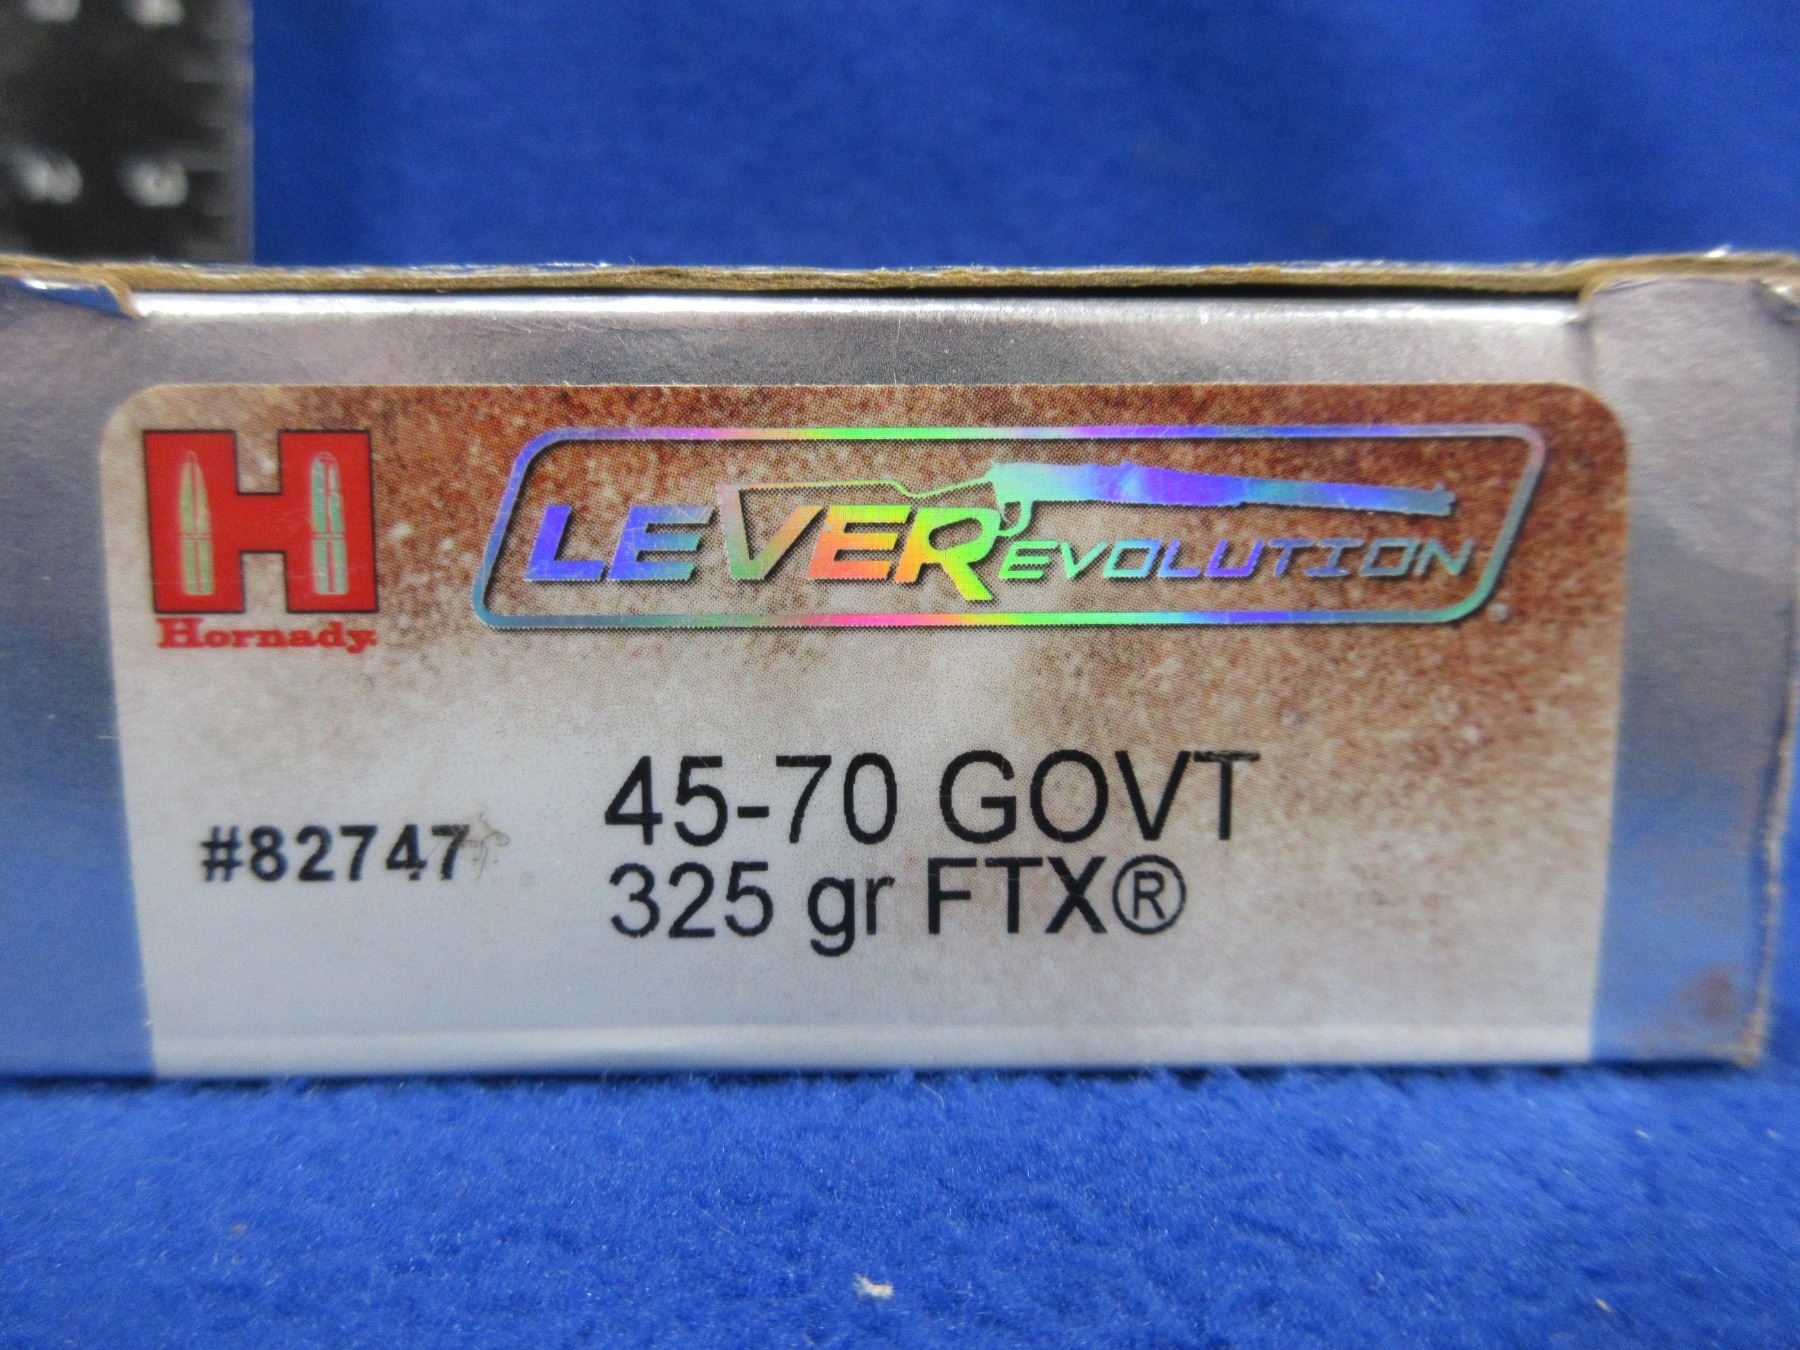 Hornady
LEVEREVOLUTION
45-70 GOVT
#82747
325 gr FTX®